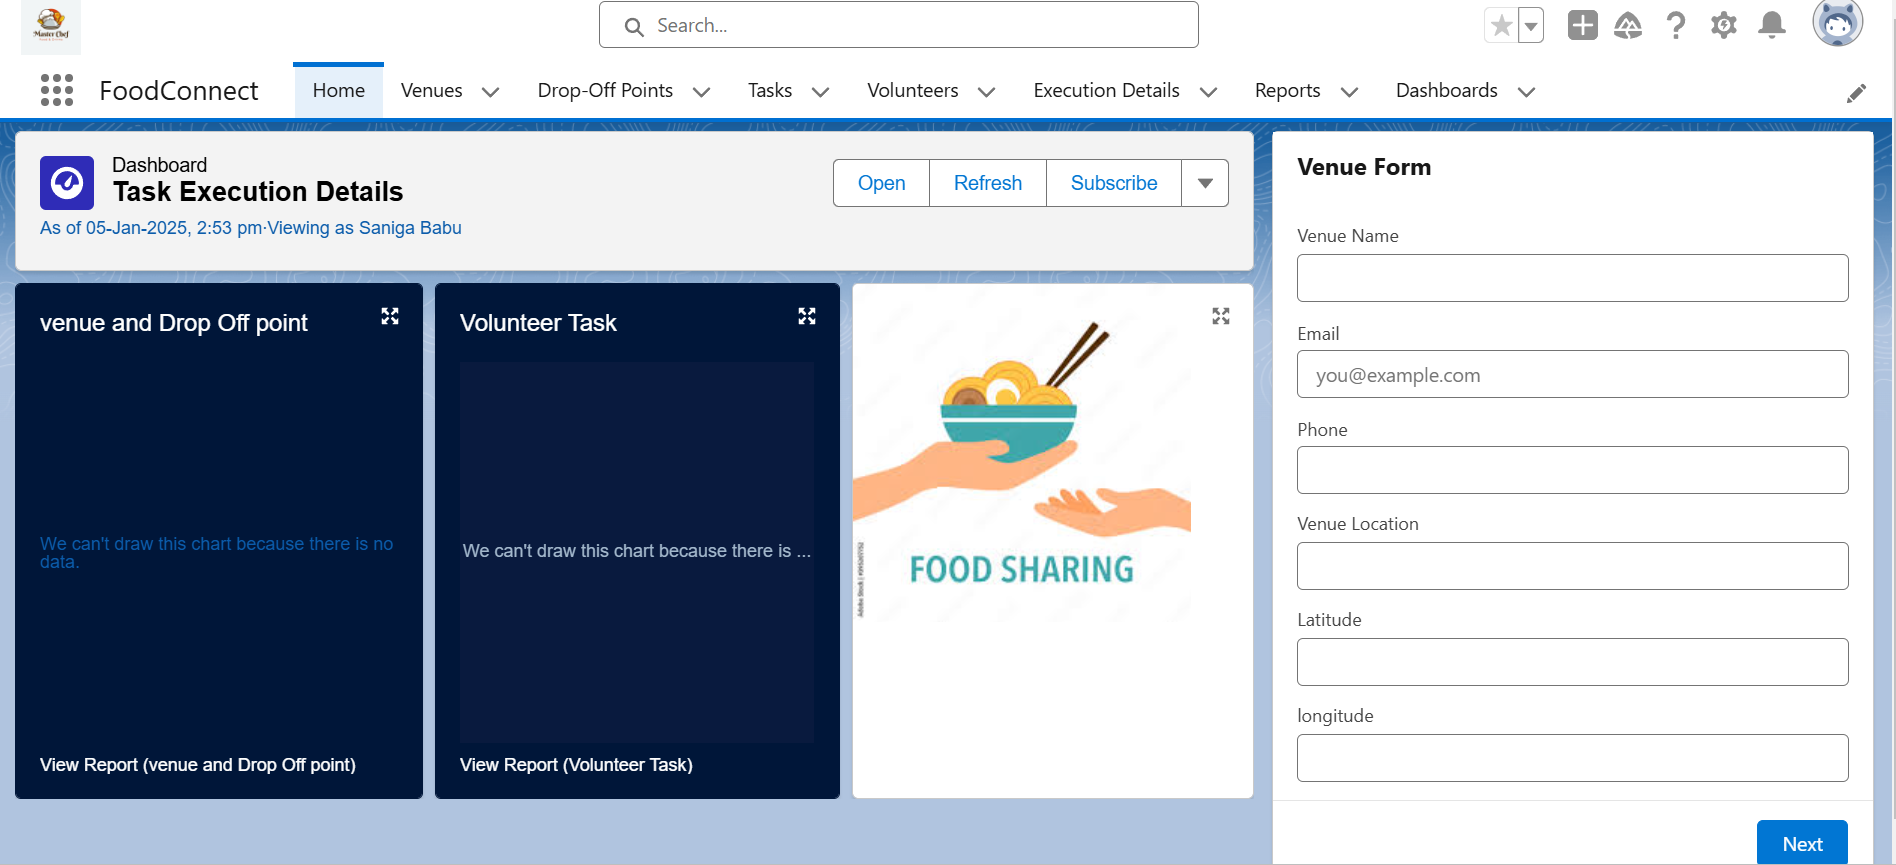 Master Chef
Search...
FoodConnect
Home
Venues
Drop-Off Points
Tasks
Volunteers
Execution Details
Reports
Dashboards
Dashboard
Task Execution Details
As of 05-Jan-2025, 2:53 pm·Viewing as Saniga Babu
Open
Refresh
Subscribe
venue and Drop Off point
We can't draw this chart because there is no
data.
View Report (venue and Drop Off point)
Volunteer Task
We can't draw this chart because there is ...
View Report (Volunteer Task)
FOOD SHARING
Venue Form
Venue Name
Email
you@example.com
Phone
Venue Location
Latitude
longitude
Next